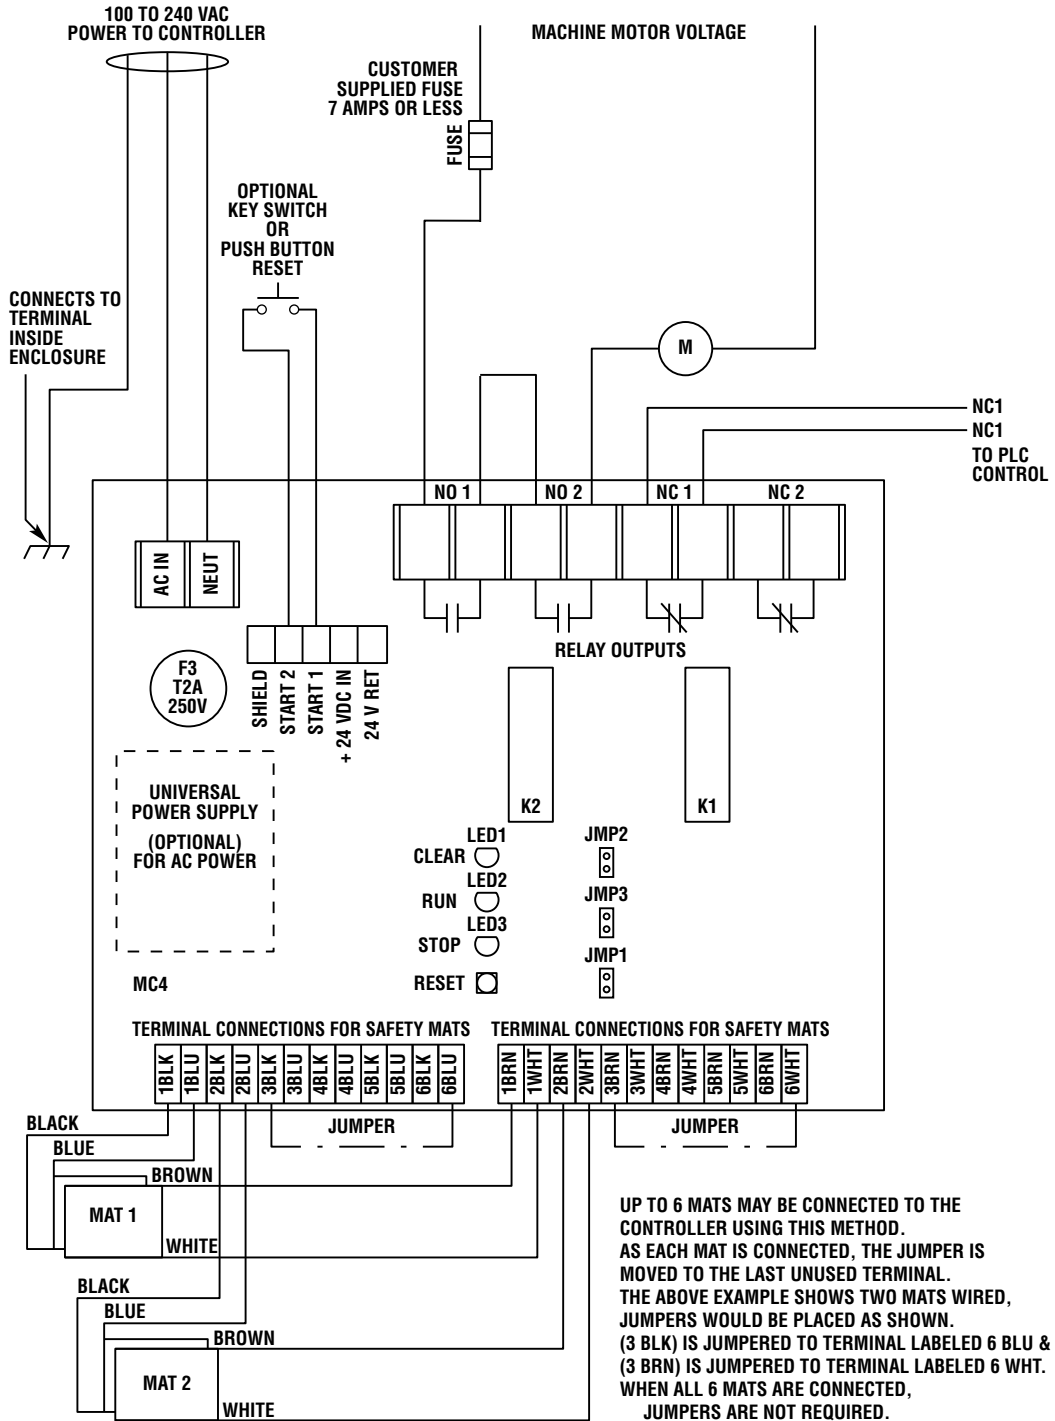 100 TO 240 VAC
POWER TO CONTROLLER
MACHINE MOTOR VOLTAGE
CUSTOMER
SUPPLIED FUSE
7 AMPS OR LESS
FUSE
OPTIONAL
KEY SWITCH
OR
PUSH BUTTON
RESET
CONNECTS TO
TERMINAL
INSIDE
ENCLOSURE
M
NC1
NC1
TO PLC
CONTROL
NO 1
NO 2
NC 1
NC 2
AC IN
NEUT
RELAY OUTPUTS
F3
T2A
250V
SHIELD
START 2
START 1
+ 24 VDC IN
24 V RET
UNIVERSAL
POWER SUPPLY
(OPTIONAL)
FOR AC POWER
K2
K1
LED1
CLEAR
LED2
RUN
LED3
STOP
RESET
JMP2
JMP3
JMP1
MC4
TERMINAL CONNECTIONS FOR SAFETY MATS
TERMINAL CONNECTIONS FOR SAFETY MATS
1BLK
1BLU
2BLK
2BLU
3BLK
3BLU
4BLK
4BLU
5BLK
5BLU
6BLK
6BLU
1BRN
1WHT
2BRN
2WHT
3BRN
3WHT
4BRN
4WHT
5BRN
5WHT
6BRN
6WHT
JUMPER
JUMPER
BLACK
BLUE
BROWN
MAT 1
WHITE
BLACK
BLUE
BROWN
MAT 2
WHITE
UP TO 6 MATS MAY BE CONNECTED TO THE
CONTROLLER USING THIS METHOD.
AS EACH MAT IS CONNECTED, THE JUMPER IS
MOVED TO THE LAST UNUSED TERMINAL.
THE ABOVE EXAMPLE SHOWS TWO MATS WIRED,
JUMPERS WOULD BE PLACED AS SHOWN.
(3 BLK) IS JUMPERED TO TERMINAL LABELED 6 BLU &
(3 BRN) IS JUMPERED TO TERMINAL LABELED 6 WHT.
WHEN ALL 6 MATS ARE CONNECTED,
JUMPERS ARE NOT REQUIRED.